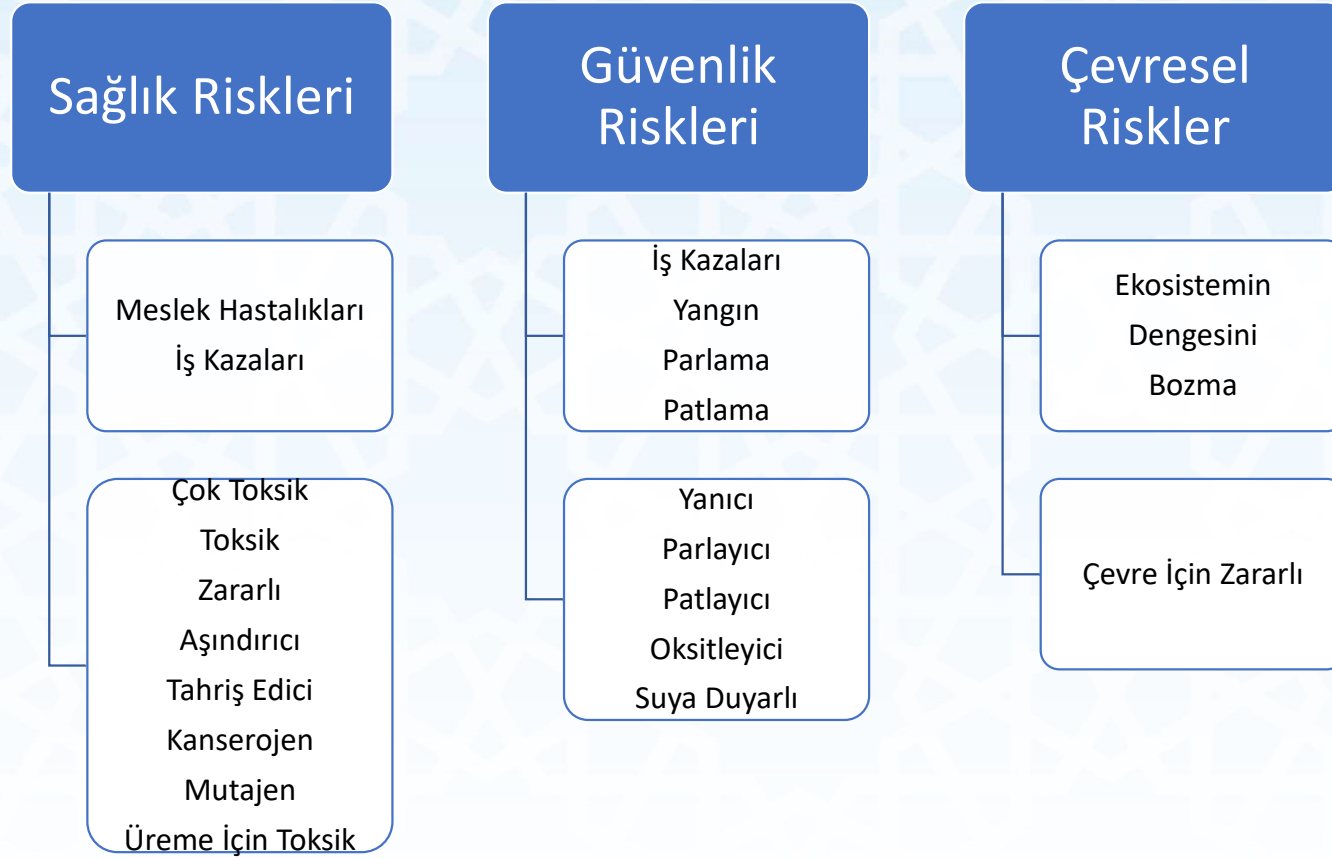 Sağlık Riskleri
Meslek Hastalıkları
İş Kazaları
Çok Toksik
Toksik
Zararlı
Aşındırıcı
Tahriş Edici
Kanserojen
Mutajen
Üreme İçin Toksik
Güvenlik
Riskleri
İş Kazaları
Yangın
Parlama
Patlama
Yanıcı
Parlayıcı
Patlayıcı
Oksitleyici
Suya Duyarlı
Çevresel
Riskler
Ekosistemin
Dengesini
Bozma
Çevre İçin Zararlı